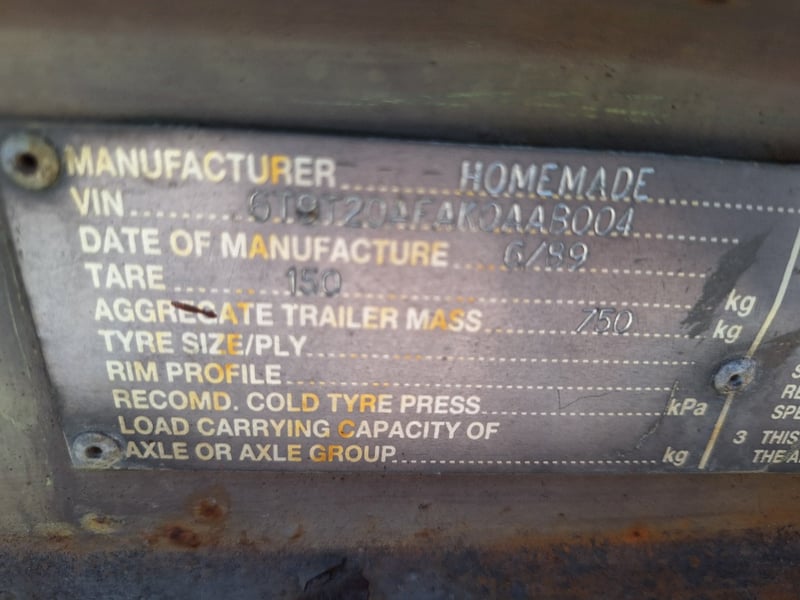 MANUFACTURER HOMEMADE
VIN 6T9T20AFAK0AAB004
DATE OF MANUFACTURE 6/89
TARE 150 kg
AGGREGATE TRAILER MASS 750 kg
TYRE SIZE/PLY
RIM PROFILE
RECOMD. COLD TYRE PRESS kPa
LOAD CARRYING CAPACITY OF
AXLE OR AXLE GROUP kg
S
RE
SPE
3 THIS
THE A